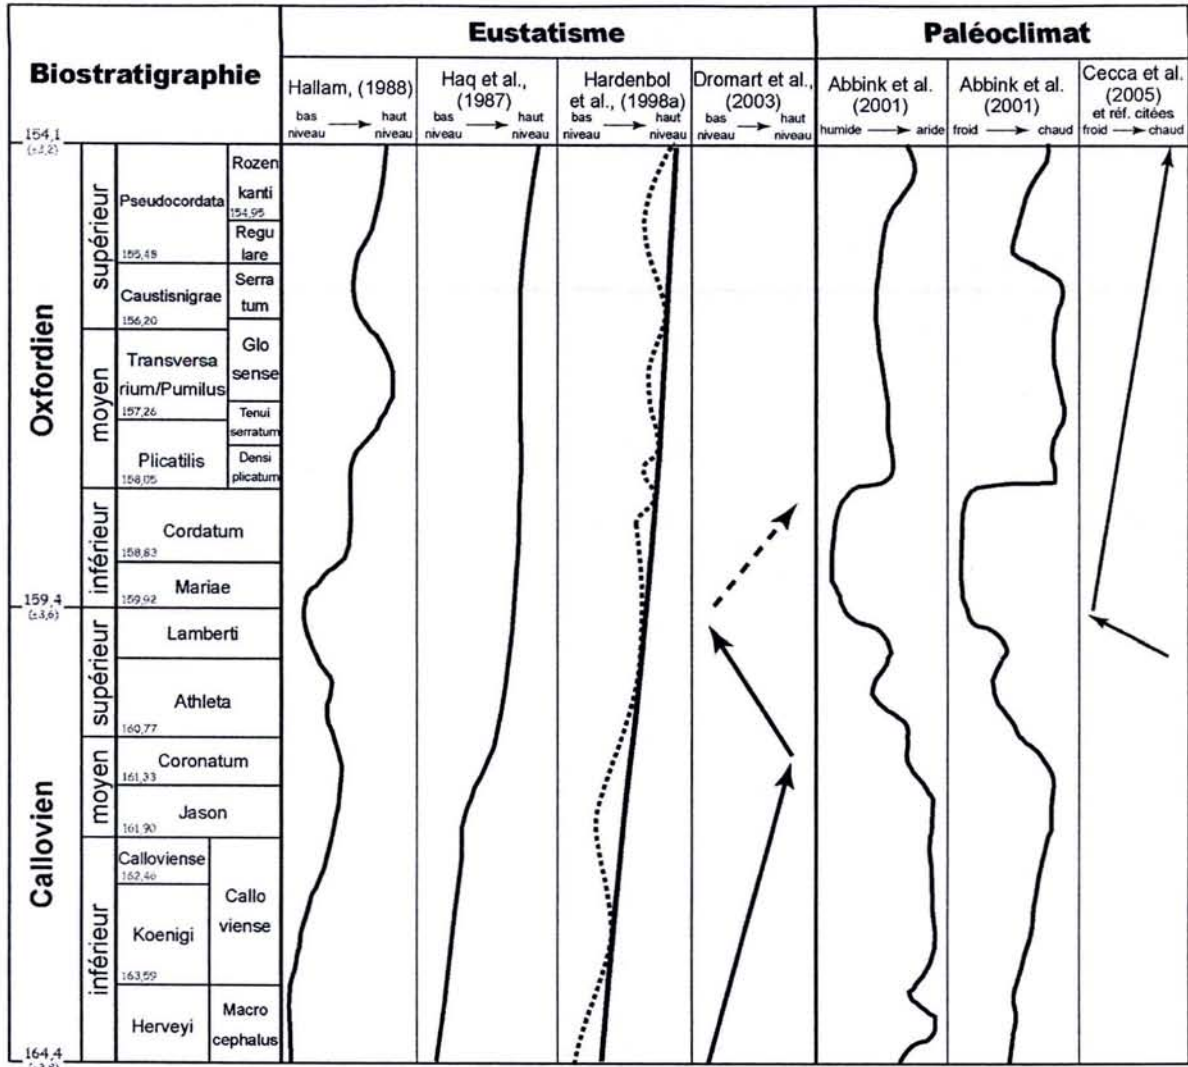 Eustatisme
Paléoclimat
Biostratigraphie
Hallam, (1988)
bas haut
niveau niveau
Haq et al.,
(1987)
bas haut
niveau niveau
Hardenbol
et al., (1998a)
bas haut
niveau niveau
Dromart et al.,
(2003)
bas haut
niveau niveau
Abbink et al.
(2001)
humide aride
Abbink et al.
(2001)
froid chaud
Cecca et al.
(2005)
et réf. citées
froid chaud
154,1
(±3,2)
Oxfordien
supérieur
Pseudocordata
155,48
Rozen
kanti
154,95
Regu
lare
Caustisnigrae
156,20
Serra
tum
moyen
Transversa
rium/Pumilus
157,26
Glo
sense
Tenui
serratum
Plicatilis
158,05
Densi
plicatum
inférieur
Cordatum
158,83
Mariae
159,92
159,4
(±3,6)
Callovien
supérieur
Lamberti
Athleta
160,77
moyen
Coronatum
161,33
Jason
161,90
inférieur
Calloviense
162,46
Callo
viense
Koenigi
163,59
Herveyi
Macro
cephalus
164,4